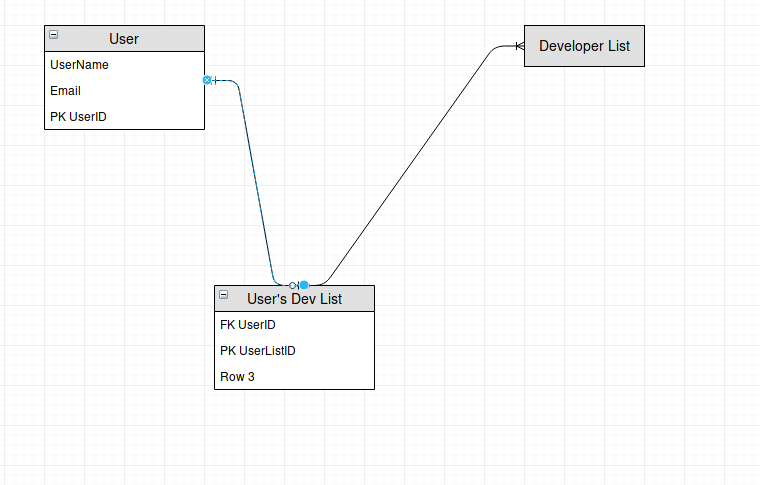 User
UserName
Email
PK UserID
Developer List
User's Dev List
FK UserID
PK UserListID
Row 3